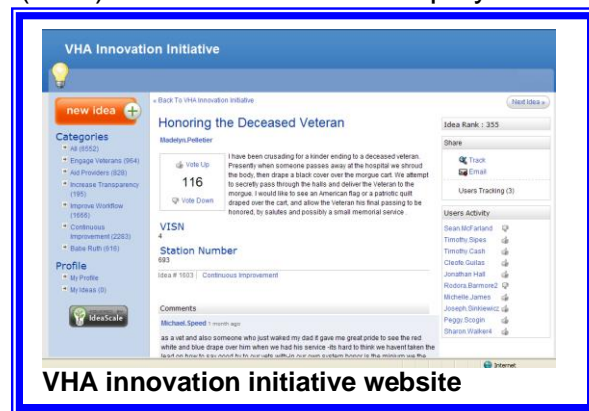 VHA Innovation Initiative
new idea
« Back To VHA Innovation Initiative
Next Idea »
Honoring the Deceased Veteran
Madelyn.Pelletier
Vote Up
116
Vote Down
I have been crusading for a kinder ending to a deceased veteran.
Presently when someone passes away at the hospital we shroud
the body, then drape a black cover over the morgue cart. We attempt
to secretly pass through the halls and deliver the Veteran to the
morgue. I would like to see an American flag or a patriotic quilt
draped over the cart, and allow the Veteran his final passing to be
honored, by salutes and possibly a small memorial service.
VISN
4
Station Number
693
Idea # 1603 | Continuous Improvement
Comments
Michael.Speed 1 month ago
as a vet and also someone who just waked my dad it gave me great pride to see the red
white and blue drape over him when we had his service -its hard to think we havent taken the
Categories
All (8552)
Engage Veterans (954)
Aid Providers (828)
Increase Transparency
(195)
Improve Workflow
(1666)
Continuous
Improvement (2263)
Babe Ruth (616)
Profile
My Profile
My Ideas (0)
IdeaScale
Idea Rank : 355
Share
Track
Email
Users Tracking (3)
Users Activity
Sean.McFarland
Timothy.Sipes
Timothy.Cash
Cleofe.Guilas
Jonathan Hall
Rodora.Barmore2
Michelle.James
Joseph.Sinkiewicz
Peggy.Scogin
Sharon.Walker4
Internet
VHA innovation initiative website